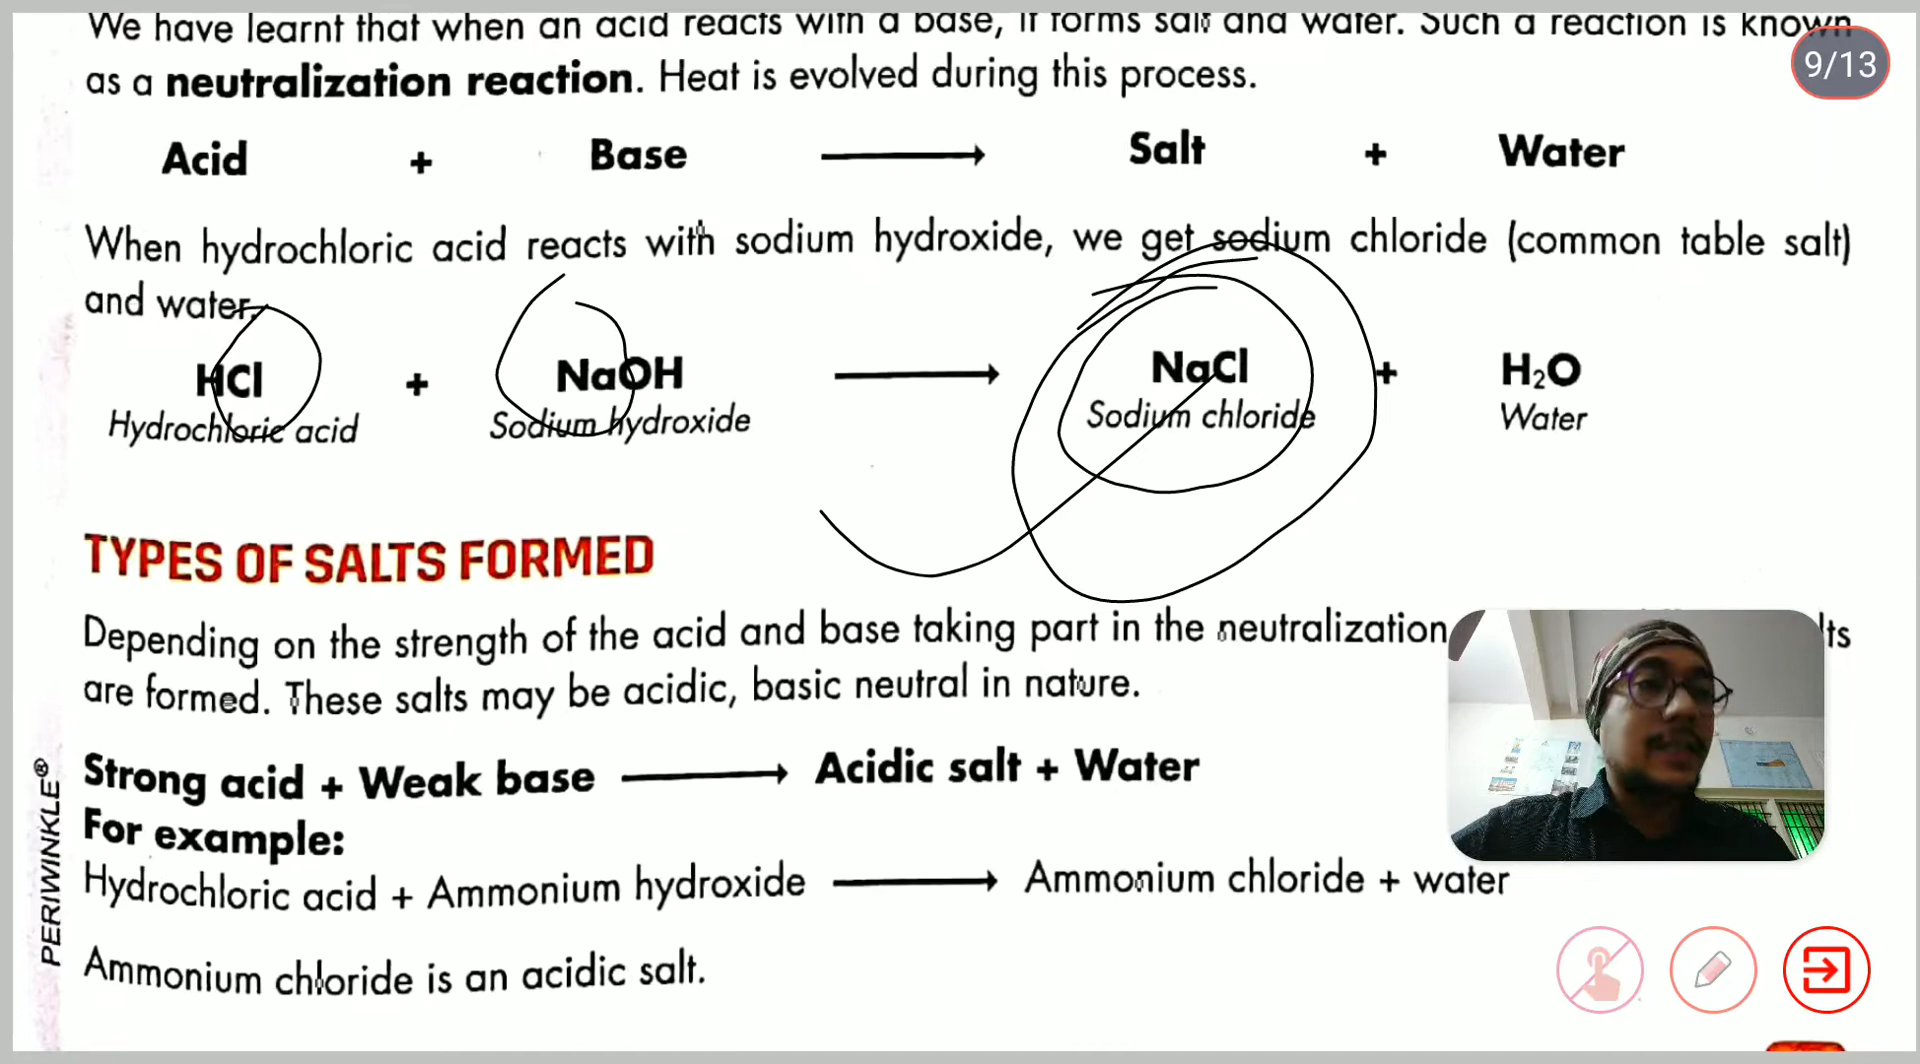 We have learnt that when an acid reacts with a base, it forms salt and water. Such a reaction is known
9/13
as a neutralization reaction. Heat is evolved during this process.
Acid + Base → Salt + Water
When hydrochloric acid reacts with sodium hydroxide, we get sodium chloride (common table salt)
and water.
HCl + NaOH → NaCl + H₂O
Hydrochloric acid Sodium hydroxide Sodium chloride Water
TYPES OF SALTS FORMED
Depending on the strength of the acid and base taking part in the neutralization lts
are formed. These salts may be acidic, basic neutral in nature.
Strong acid + Weak base → Acidic salt + Water
For example:
Hydrochloric acid + Ammonium hydroxide → Ammonium chloride + water
Ammonium chloride is an acidic salt.
PERIWINKLE®